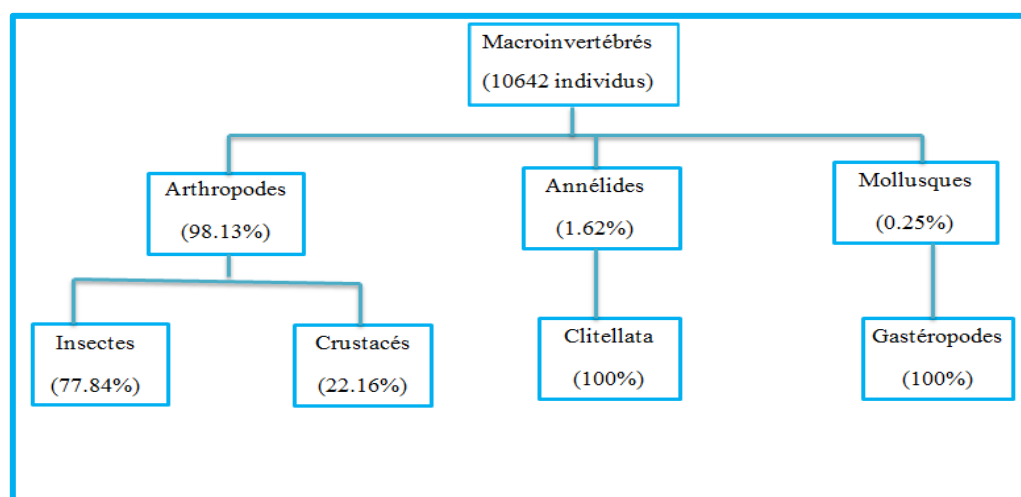 Macroinvertébrés
(10642 individus)
Arthropodes
(98.13%)
Annélides
(1.62%)
Mollusques
(0.25%)
Insectes
(77.84%)
Crustacés
(22.16%)
Clitellata
(100%)
Gastéropodes
(100%)